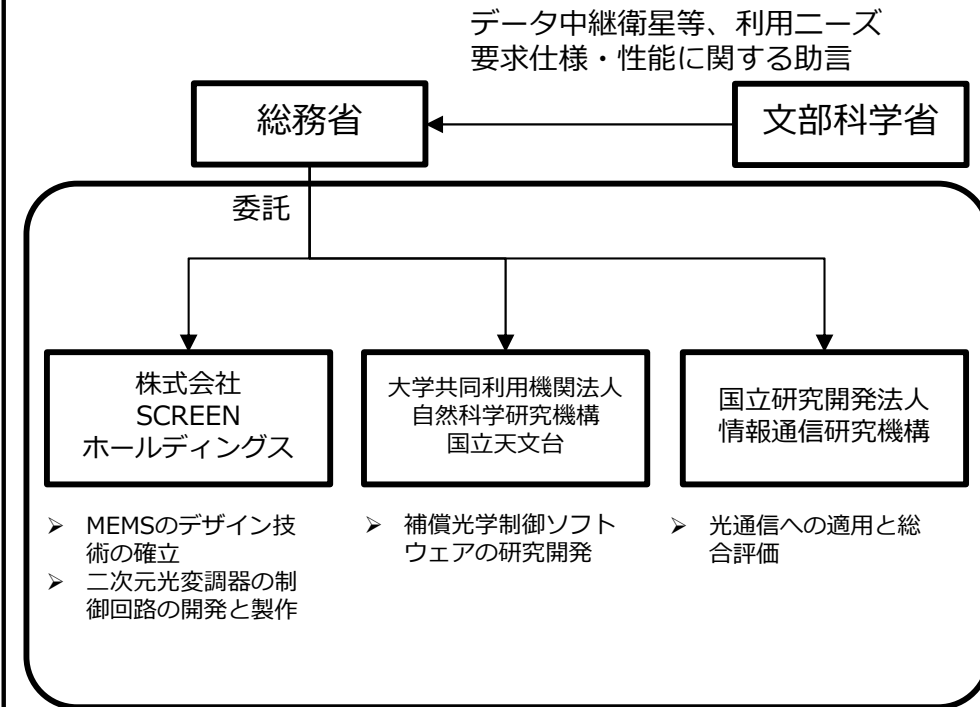 データ中継衛星等、利用ニーズ
要求仕様・性能に関する助言
総務省
文部科学省
委託
株式会社
SCREEN
ホールディングス
大学共同利用機関法人
自然科学研究機構
国立天文台
国立研究開発法人
情報通信研究機構
➢ MEMSのデザイン技
術の確立
➢ 二次元光変調器の制
御回路の開発と製作
➢ 補償光学制御ソフト
ウェアの研究開発
➢ 光通信への適用と総
合評価